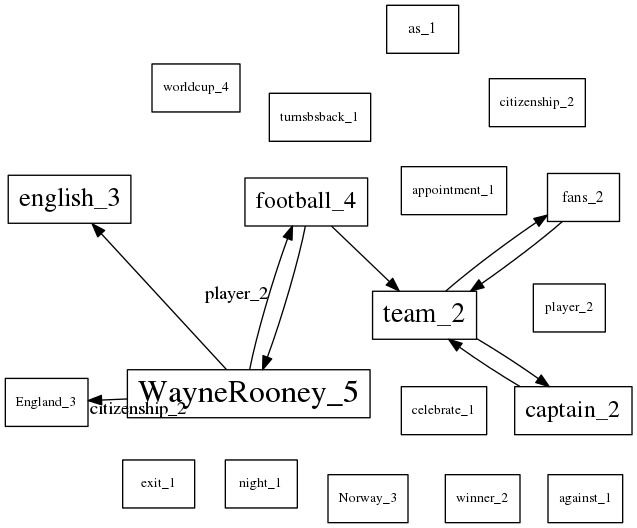 as_1
worldcup_4
turnsbsback_1
citizenship_2
english_3
football_4
appointment_1
fans_2
player_2
team_2
player_2
England_3
citizenship_2
WayneRooney_5
celebrate_1
captain_2
exit_1
night_1
Norway_3
winner_2
against_1